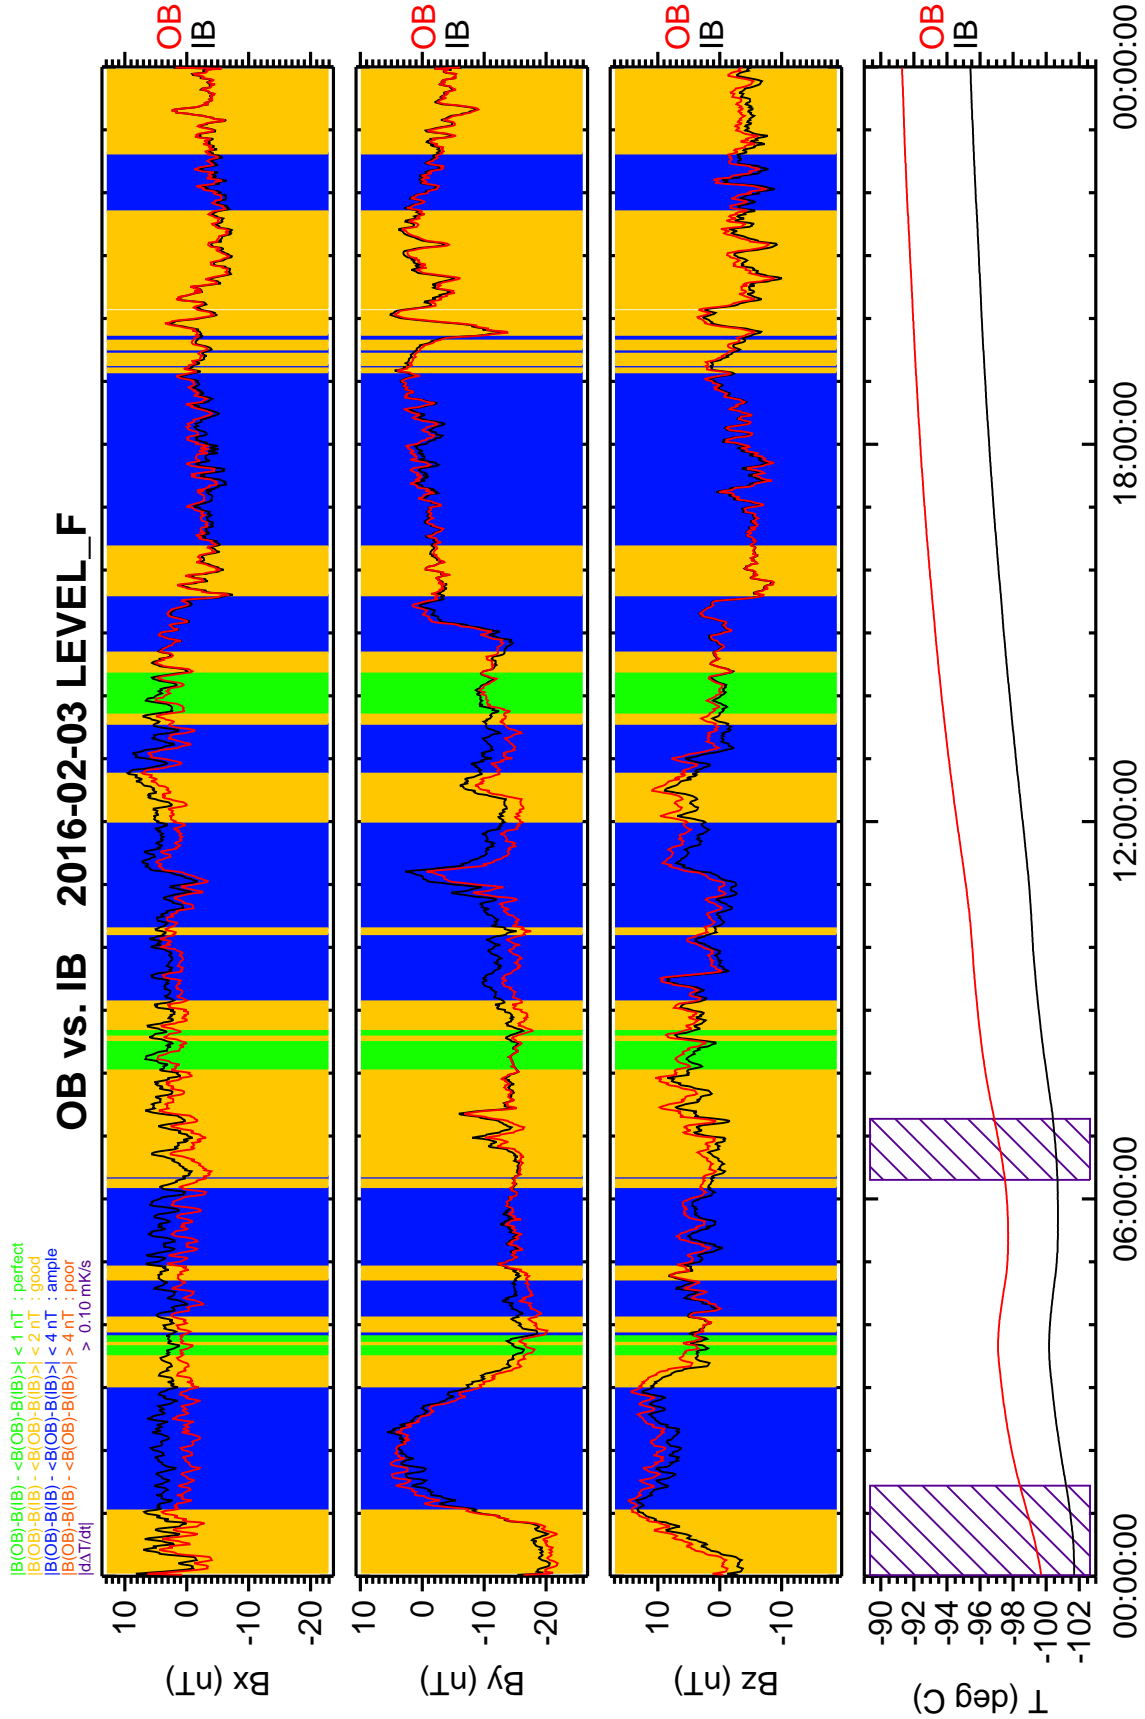 |B(OB)-B(IB) - <B(OB)-B(IB)>| < 1 nT : perfect
|B(OB)-B(IB) - <B(OB)-B(IB)>| < 2 nT : good
|B(OB)-B(IB) - <B(OB)-B(IB)>| < 4 nT : ample
|B(OB)-B(IB) - <B(OB)-B(IB)>| > 4 nT : poor
|dΔT/dt| > 0.10 mK/s
OB vs. IB 2016-02-03 LEVEL_F
Bx (nT)
10
0
-10
-20
OB
IB
By (nT)
10
0
-10
-20
OB
IB
Bz (nT)
10
0
-10
OB
IB
T (deg C)
-90
-92
-94
-96
-98
-100
-102
OB
IB
00:00:00
06:00:00
12:00:00
18:00:00
00:00:00